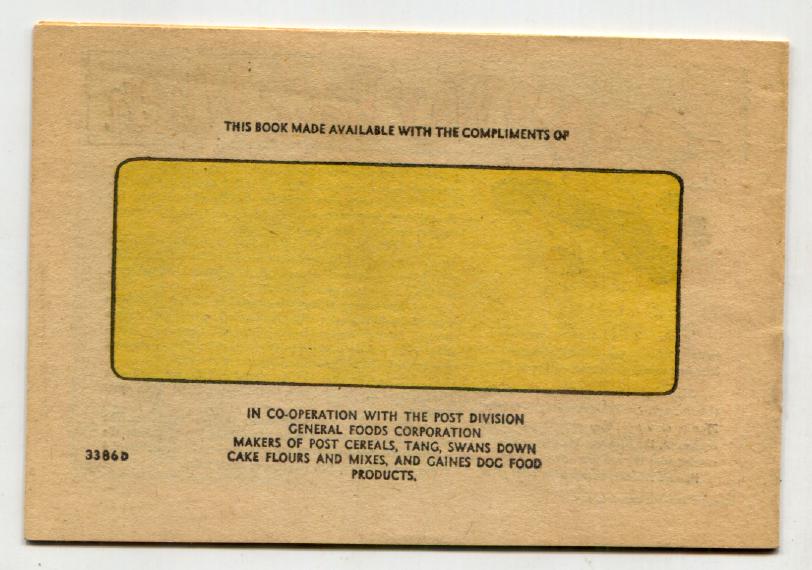 THIS BOOK MADE AVAILABLE WITH THE COMPLIMENTS OF
IN CO-OPERATION WITH THE POST DIVISION
GENERAL FOODS CORPORATION
MAKERS OF POST CEREALS, TANG, SWANS DOWN
CAKE FLOURS AND MIXES, AND GAINES DOG FOOD
PRODUCTS.
3386D